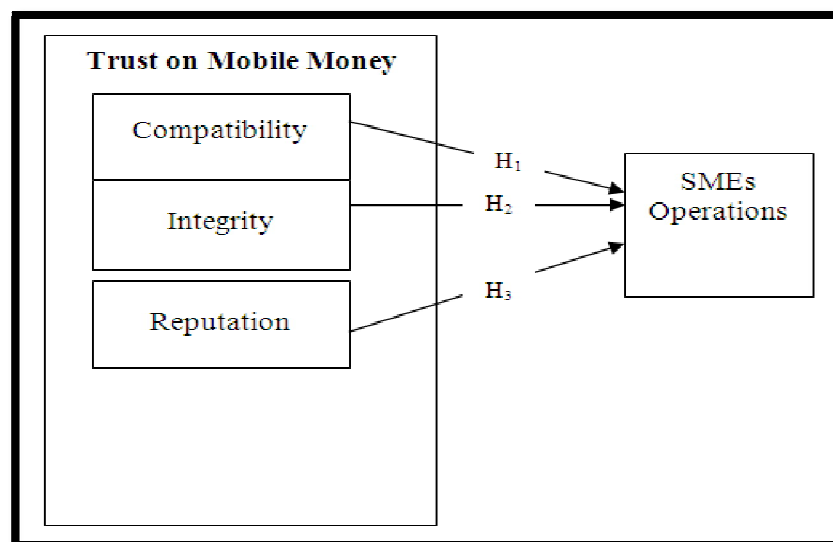 Trust on Mobile Money
Compatibility
Integrity
Reputation
H₁
H₂
H₃
SMEs
Operations